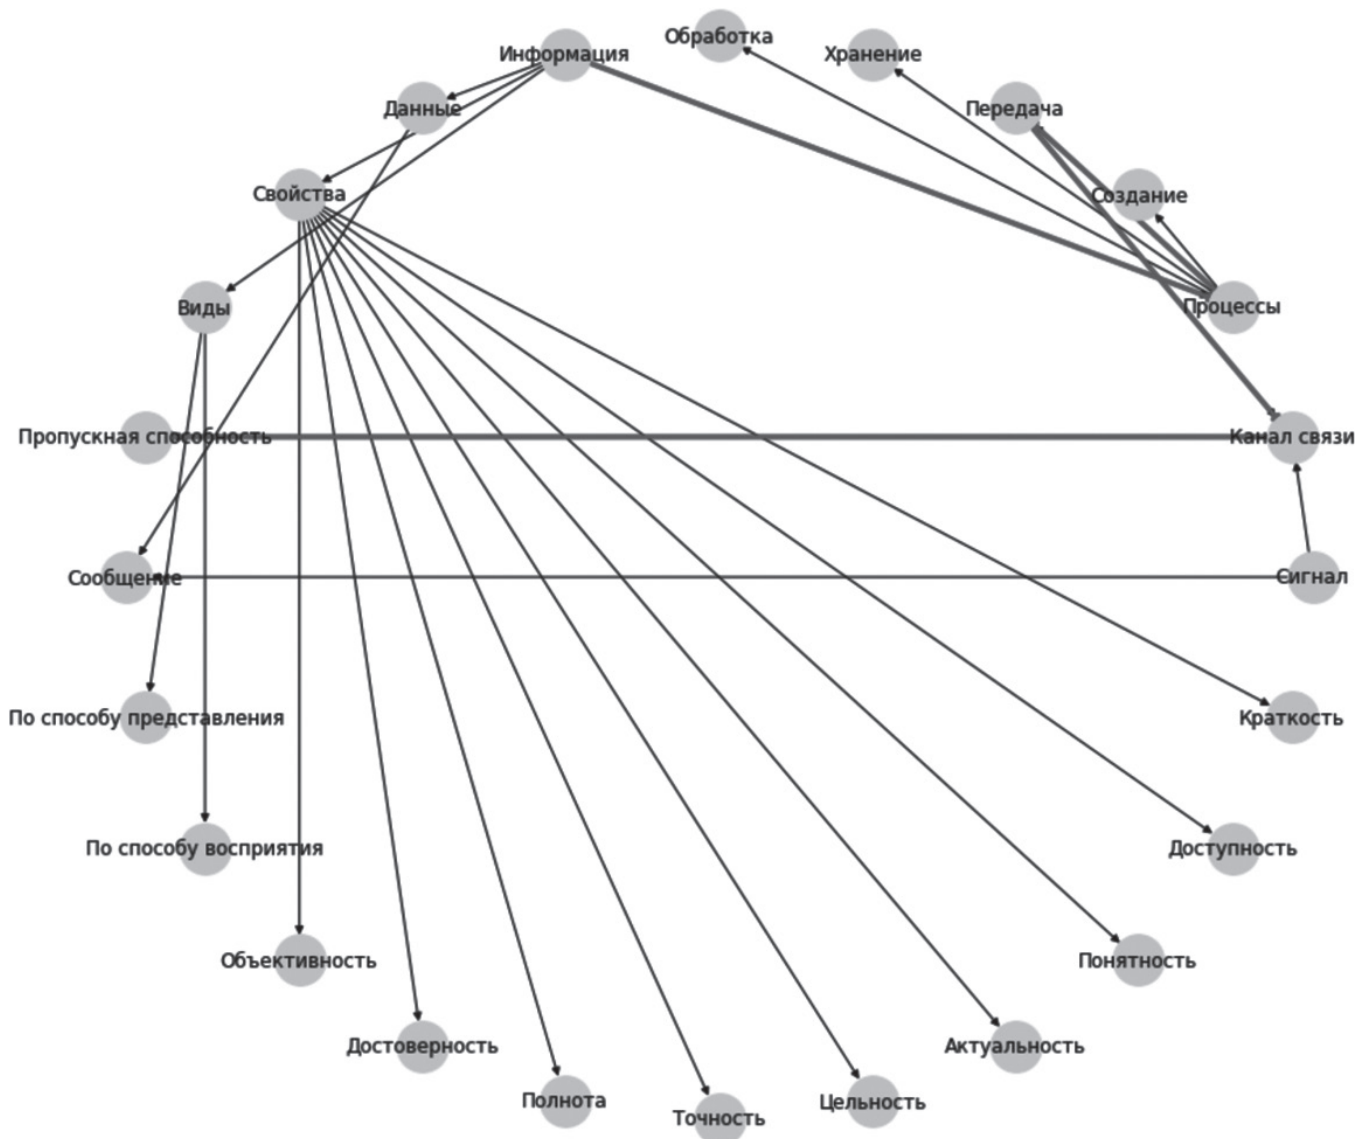 Обработка
Информация
Хранение
Данные
Передача
Свойства
Создание
Виды
Процессы
Пропускная способность
Канал связи
Сообщение
Сигнал
По способу представления
Краткость
По способу восприятия
Доступность
Объективность
Понятность
Достоверность
Актуальность
Полнота
Цельность
Точность